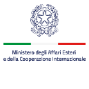 Ministero degli Affari Esteri
e della Cooperazione Internazionale